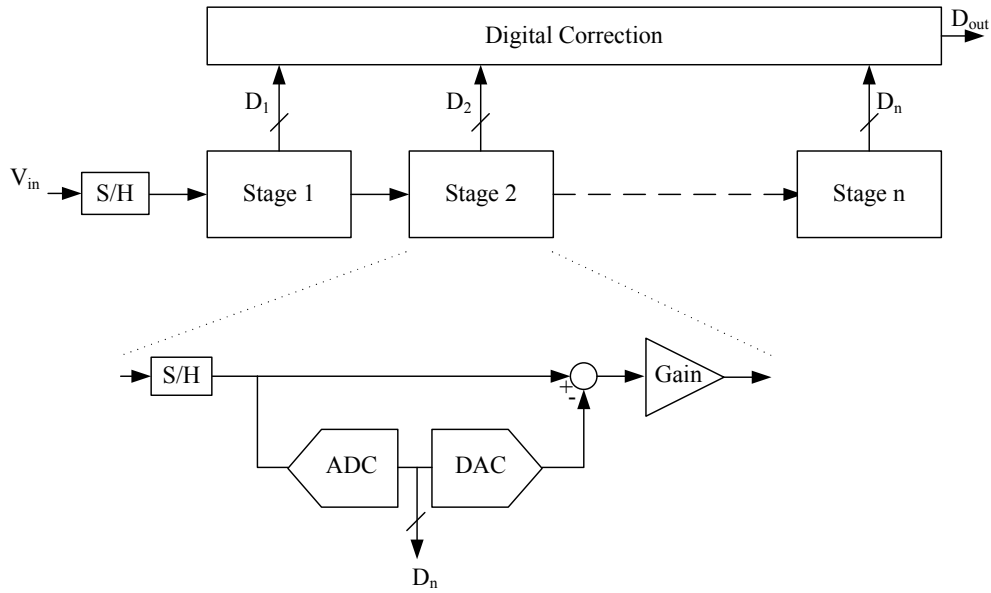 Digital Correction
D_out
D_1
D_2
D_n
V_in
S/H
Stage 1
Stage 2
Stage n
S/H
+
-
Gain
ADC
DAC
D_n